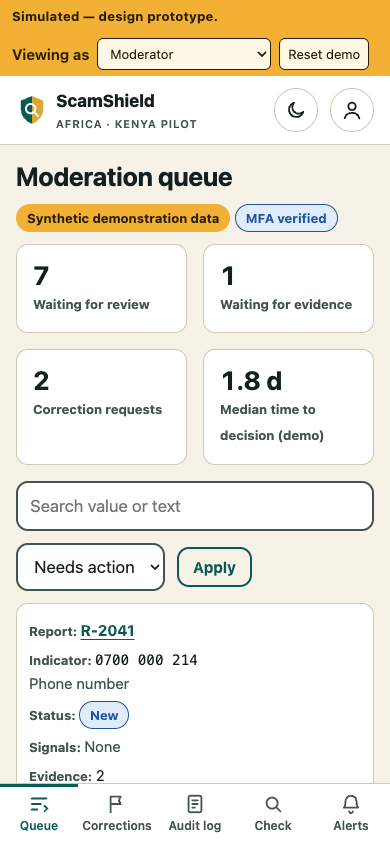 Simulated — design prototype.
Viewing as Moderator Reset demo
ScamShield
AFRICA · KENYA PILOT
Moderation queue
Synthetic demonstration data MFA verified
7
Waiting for review
1
Waiting for evidence
2
Correction requests
1.8 d
Median time to
decision (demo)
Search value or text
Needs action Apply
Report: R-2041
Indicator: 0700 000 214
Phone number
Status: New
Signals: None
Evidence: 2
Queue Corrections Audit log Check Alerts